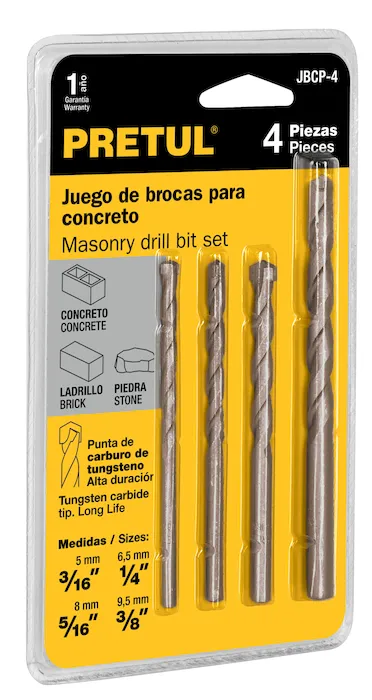 JBCP-4
1 año
Garantía
Warranty
PRETUL®
4 Piezas
Pieces
Juego de brocas para
concreto
Masonry drill bit set
CONCRETO
CONCRETE
LADRILLO
BRICK
PIEDRA
STONE
Punta de
carburo de
tungsteno
Alta duración
Tungsten carbide
tip. Long Life
Medidas / Sizes:
5 mm
3/16"
6,5 mm
1/4"
8 mm
5/16"
9,5 mm
3/8"